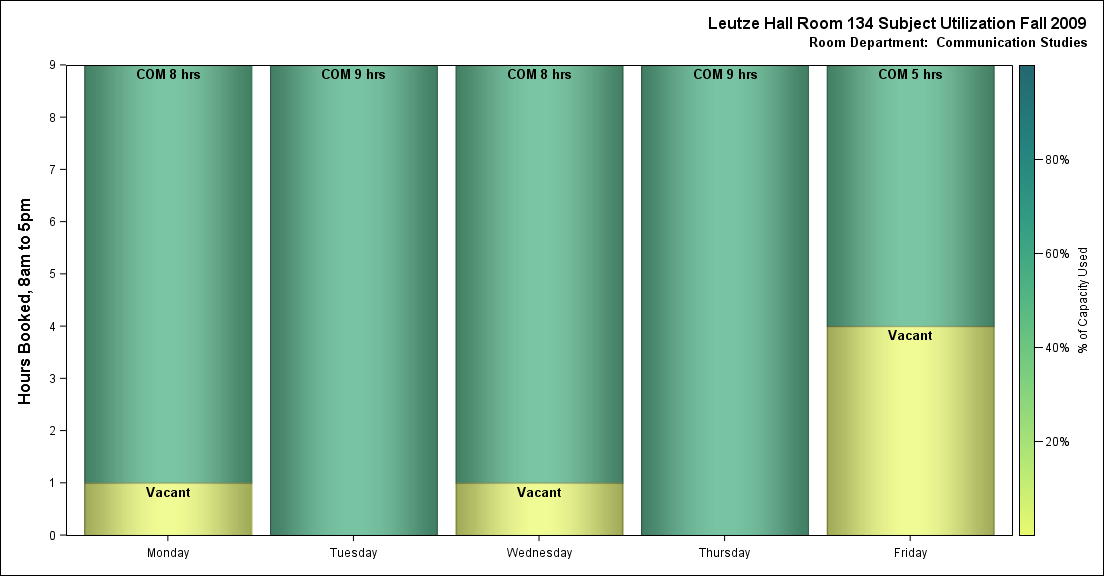 Leutze Hall Room 134 Subject Utilization Fall 2009
Room Department:  Communication Studies
Hours Booked, 8am to 5pm
9
8
7
6
5
4
3
2
1
0
COM 8 hrs
COM 9 hrs
COM 8 hrs
COM 9 hrs
COM 5 hrs
Vacant
Vacant
Vacant
Monday
Tuesday
Wednesday
Thursday
Friday
80%
60%
40%
20%
% of Capacity Used